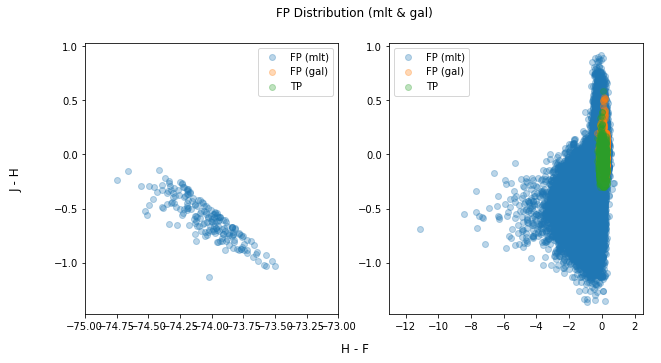 FP Distribution (mlt & gal)
J - H
1.0
0.5
0.0
−0.5
−1.0
FP (mlt)
FP (gal)
TP
−75.00 −74.75 −74.50 −74.25 −74.00 −73.75 −73.50 −73.25 −73.00
1.0
0.5
0.0
−0.5
−1.0
FP (mlt)
FP (gal)
TP
−12 −10 −8 −6 −4 −2 0 2
H - F